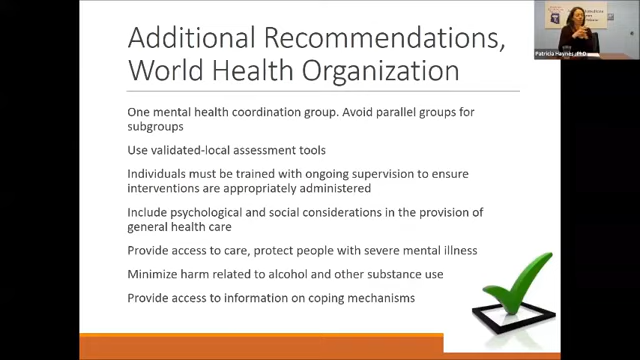 Additional Recommendations,
World Health Organization
One mental health coordination group. Avoid parallel groups for
subgroups
Use validated-local assessment tools
Individuals must be trained with ongoing supervision to ensure
interventions are appropriately administered
Include psychological and social considerations in the provision of
general health care
Provide access to care, protect people with severe mental illness
Minimize harm related to alcohol and other substance use
Provide access to information on coping mechanisms
Patricia Haynes, PhD